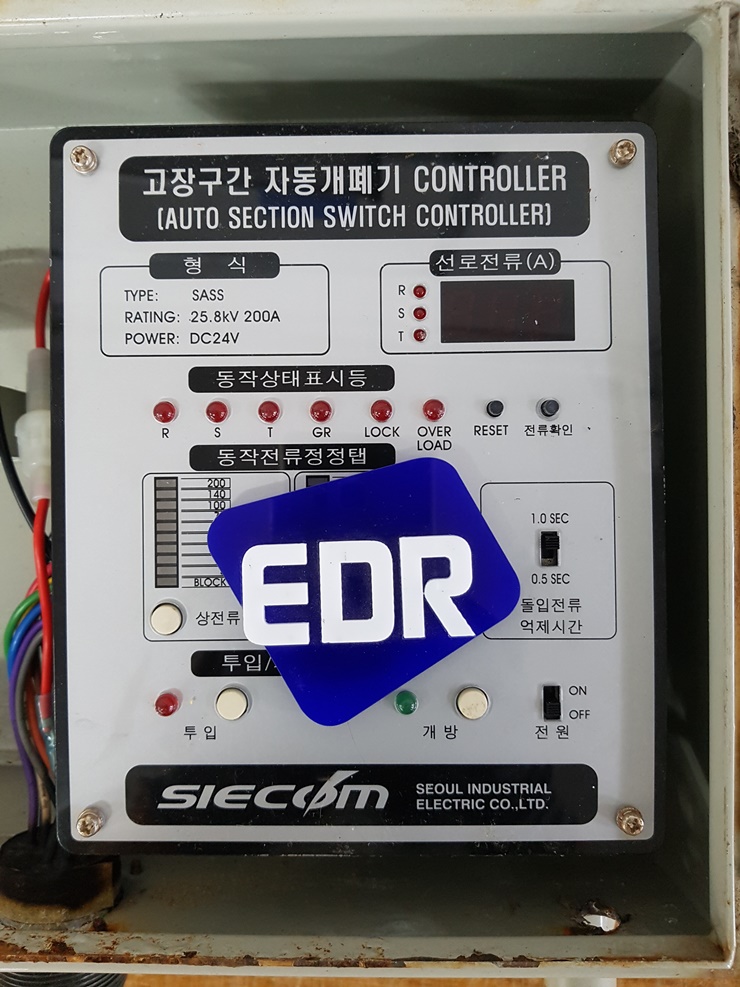 고장구간 자동개폐기 CONTROLLER
(AUTO SECTION SWITCH CONTROLLER)
형 식
TYPE: SASS
RATING: 25.8kV 200A
POWER: DC24V
선로전류(A)
R
S
T
동작상태표시등
R S T GR LOCK OVER LOAD RESET 전류확인
동작전류정정탭
200
140
100
BLOCK
상전류
EDR
1.0 SEC
0.5 SEC
돌입전류
억제시간
투입/
투입
개방
ON
OFF
전원
SIECOM
SEOUL INDUSTRIAL
ELECTRIC CO.,LTD.